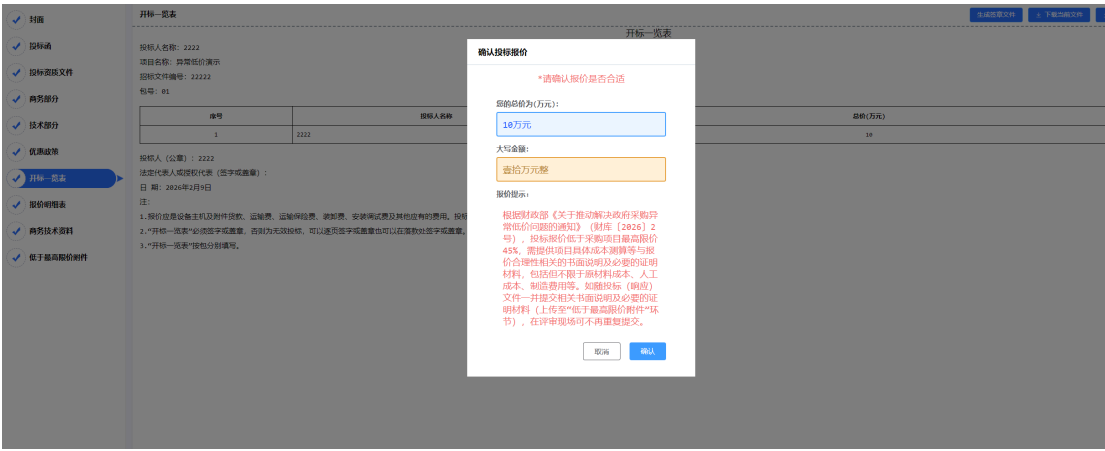 封面
投标函
投标资质文件
商务部分
技术部分
优惠政策
开标一览表
报价明细表
商务技术资料
低于最高限价附件
开标一览表
生成签章文件
下载当前文件
开标一览表
投标人名称: 2222
项目名称: 异常低价演示
招标文件编号: 22222
包号: 01
序号 投标人名称 总价(万元)
1 2222 10
投标人（公章）: 2222
法定代表人或授权代表（签字或盖章）:
日 期: 2026年2月9日
注:
1.报价应是设备主机及附件货款、运输费、运输保险费、装卸费、安装调试费及其他应有的费用。投标
2."开标一览表"必须签字或盖章，否则为无效投标，可以逐页签字或盖章也可以在落款处签字或盖章。
3."开标一览表"按包分别填写。
确认投标报价
*请确认报价是否合适
您的总价为(万元):
10万元
大写金额:
壹拾万元整
报价提示:
根据财政部《关于推动解决政府采购异
常低价问题的通知》（财库〔2026〕2
号），投标报价低于采购项目最高限价
45%，需提供项目具体成本测算等与报
价合理性相关的书面说明及必要的证明
材料，包括但不限于原材料成本、人工
成本、制造费用等。如随投标（响应）
文件一并提交相关书面说明及必要的证
明材料（上传至"低于最高限价附件"环
节），在评审现场可不再重复提交。
取消
确认